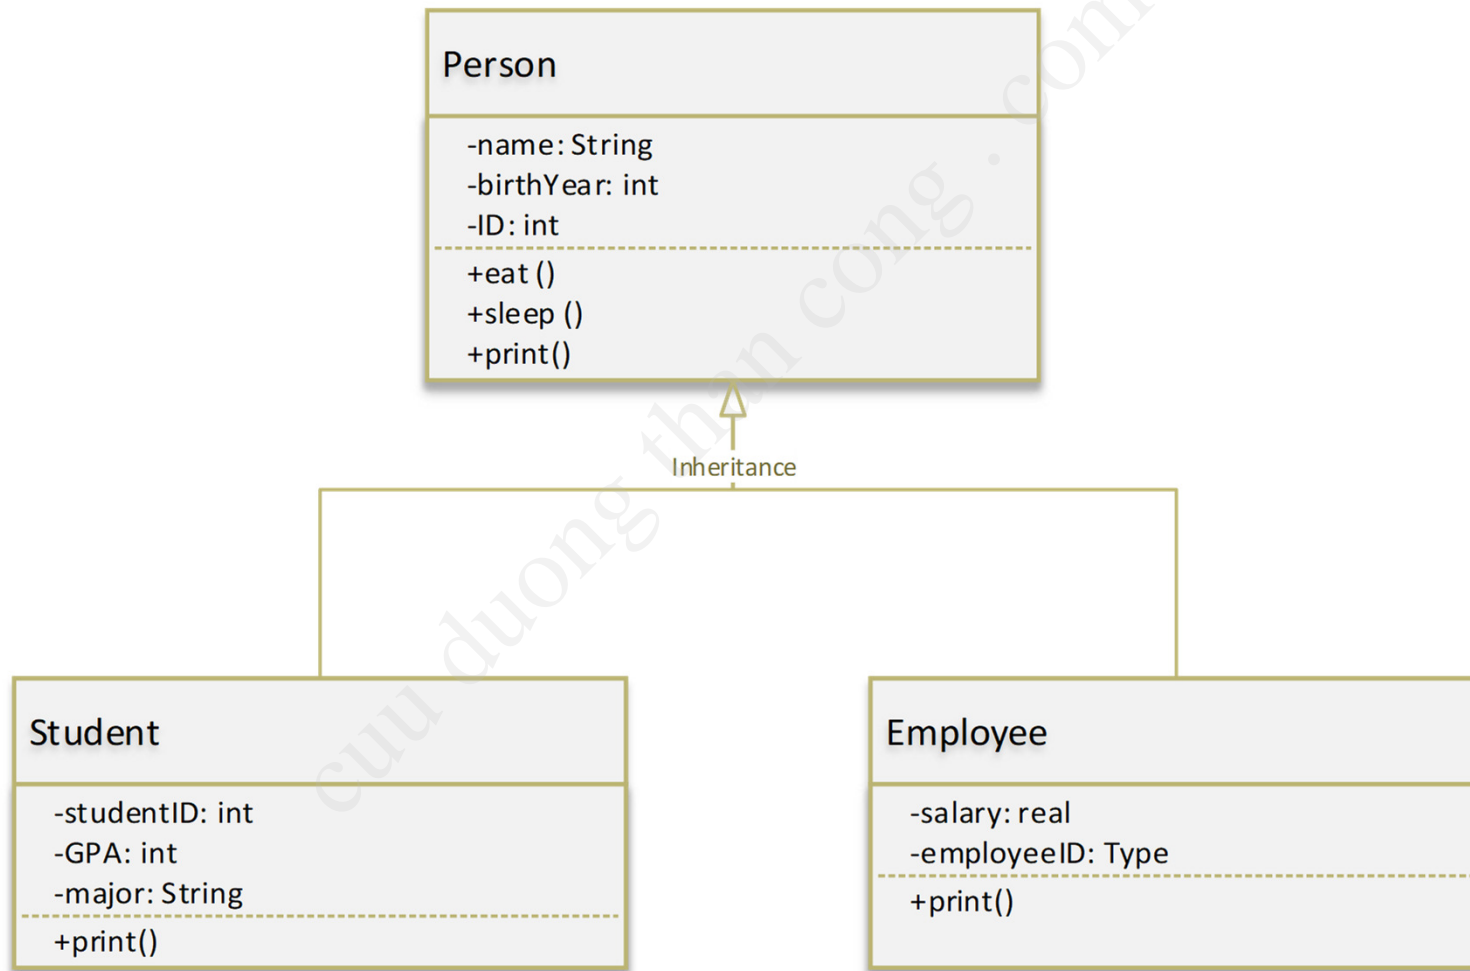 Person
-name: String
-birthYear: int
-ID: int
+eat ()
+sleep ()
+print()
Inheritance
Student
-studentID: int
-GPA: int
-major: String
+print()
Employee
-salary: real
-employeeID: Type
+print()
cuu duong than cong . com